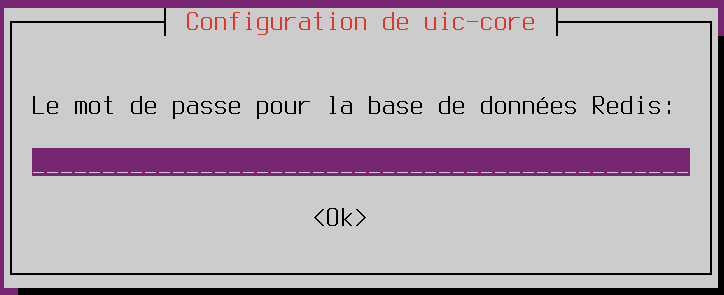 Configuration de uic-core
Le mot de passe pour la base de données Redis:
<Ok>